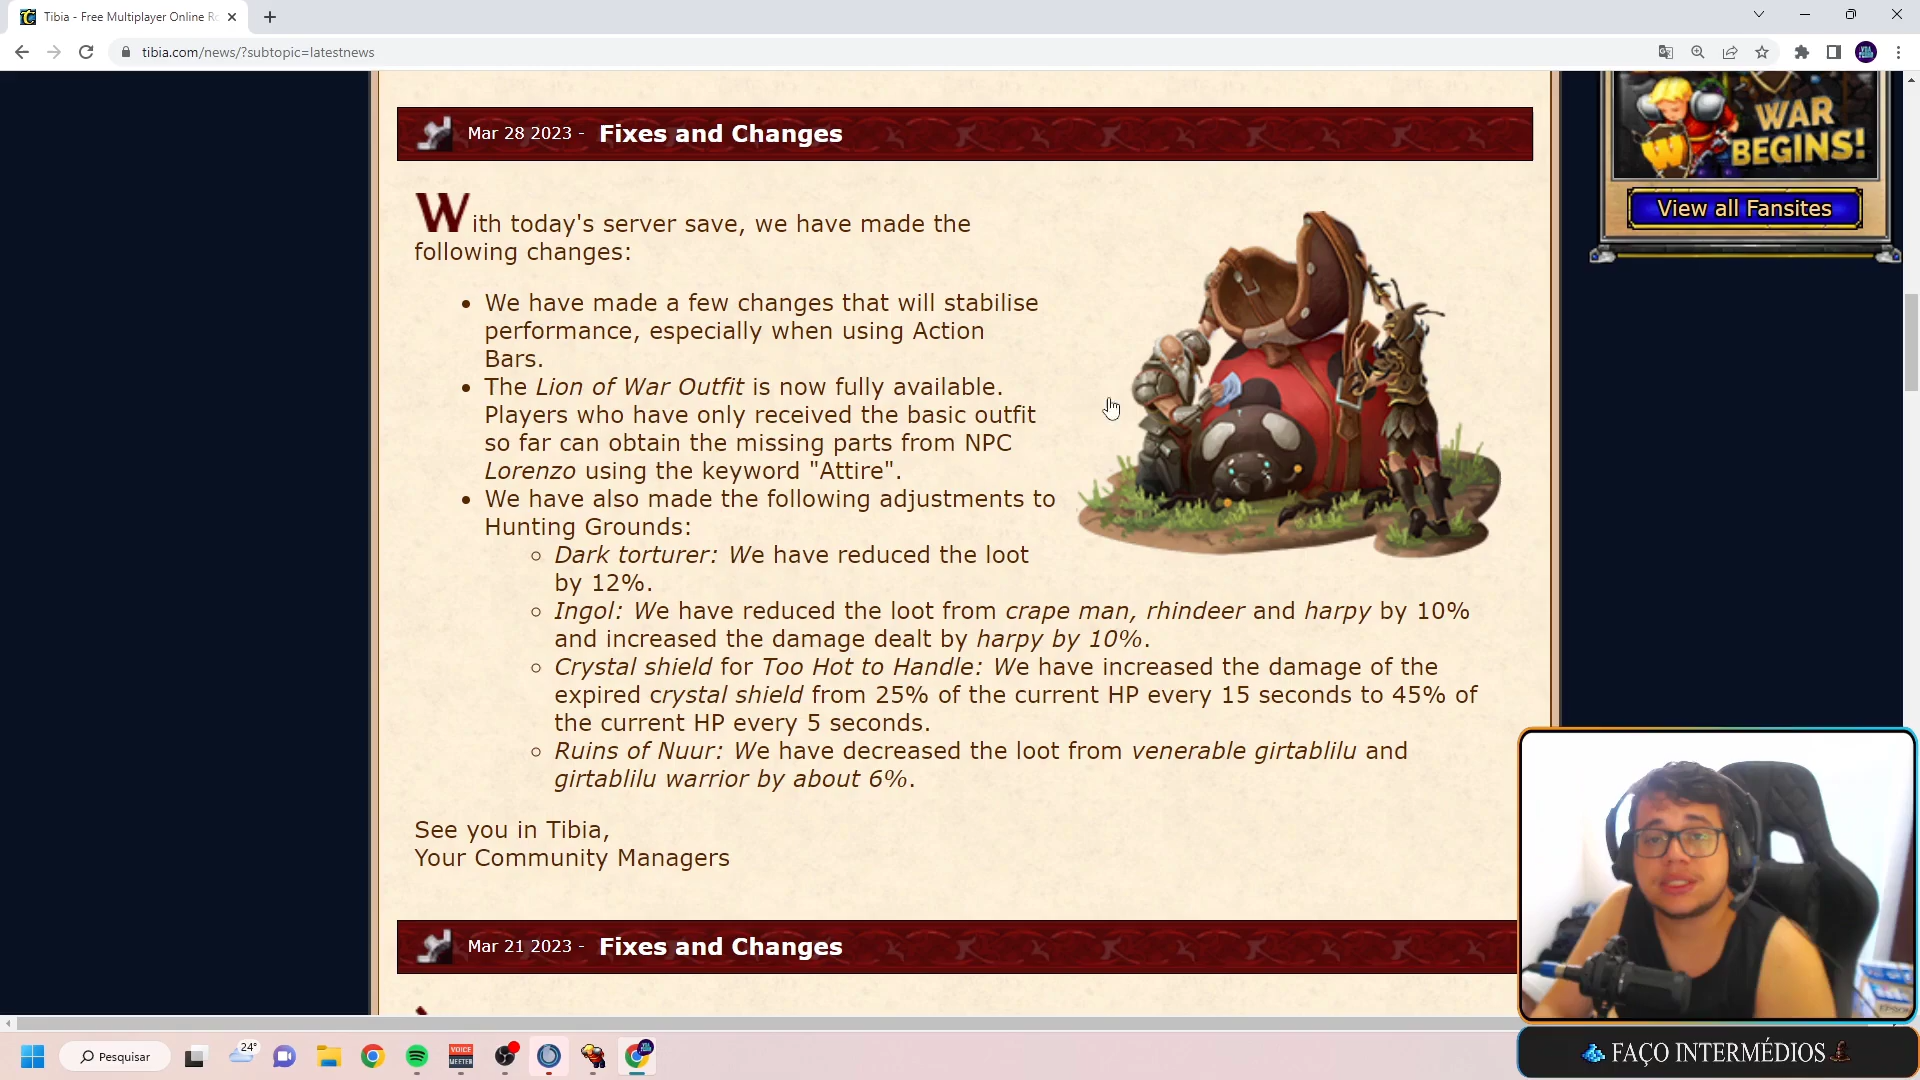 Tibia - Free Multiplayer Online Ro
tibia.com/news/?subtopic=latestnews
WAR
BEGINS!
View all Fansites
Mar 28 2023 - Fixes and Changes
With today's server save, we have made the
following changes:
We have made a few changes that will stabilise
performance, especially when using Action
Bars.
The Lion of War Outfit is now fully available.
Players who have only received the basic outfit
so far can obtain the missing parts from NPC
Lorenzo using the keyword "Attire".
We have also made the following adjustments to
Hunting Grounds:
Dark torturer: We have reduced the loot
by 12%.
Ingol: We have reduced the loot from crape man, rhindeer and harpy by 10%
and increased the damage dealt by harpy by 10%.
Crystal shield for Too Hot to Handle: We have increased the damage of the
expired crystal shield from 25% of the current HP every 15 seconds to 45% of
the current HP every 5 seconds.
Ruins of Nuur: We have decreased the loot from venerable girtablilu and
girtablilu warrior by about 6%.
See you in Tibia,
Your Community Managers
Mar 21 2023 - Fixes and Changes
Pesquisar
24°
VOICE
MEETER
FAÇO INTERMÉDIOS